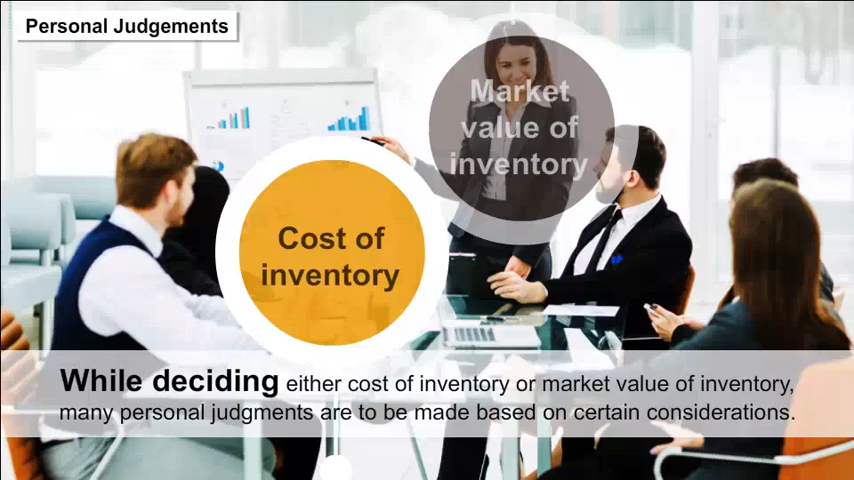 Personal Judgements
Market
value of
inventory
Cost of
inventory
While deciding either cost of inventory or market value of inventory,
many personal judgments are to be made based on certain considerations.